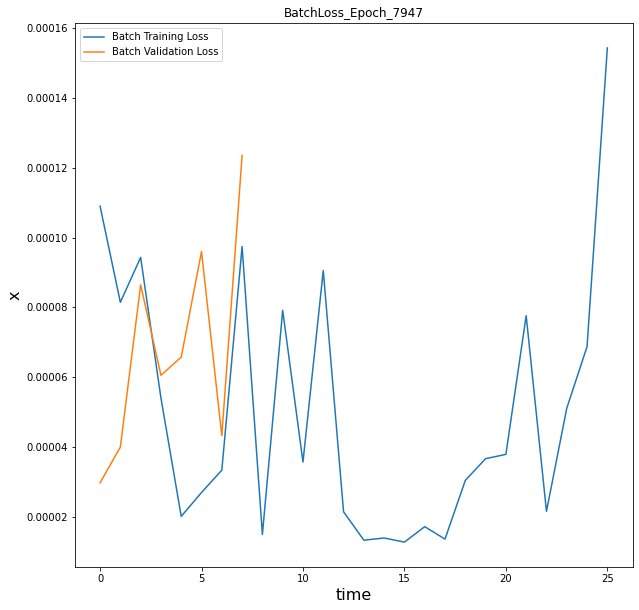 BatchLoss_Epoch_7947
Batch Training Loss
Batch Validation Loss
0.00016
0.00014
0.00012
0.00010
0.00008
0.00006
0.00004
0.00002
x
0 5 10 15 20 25
time